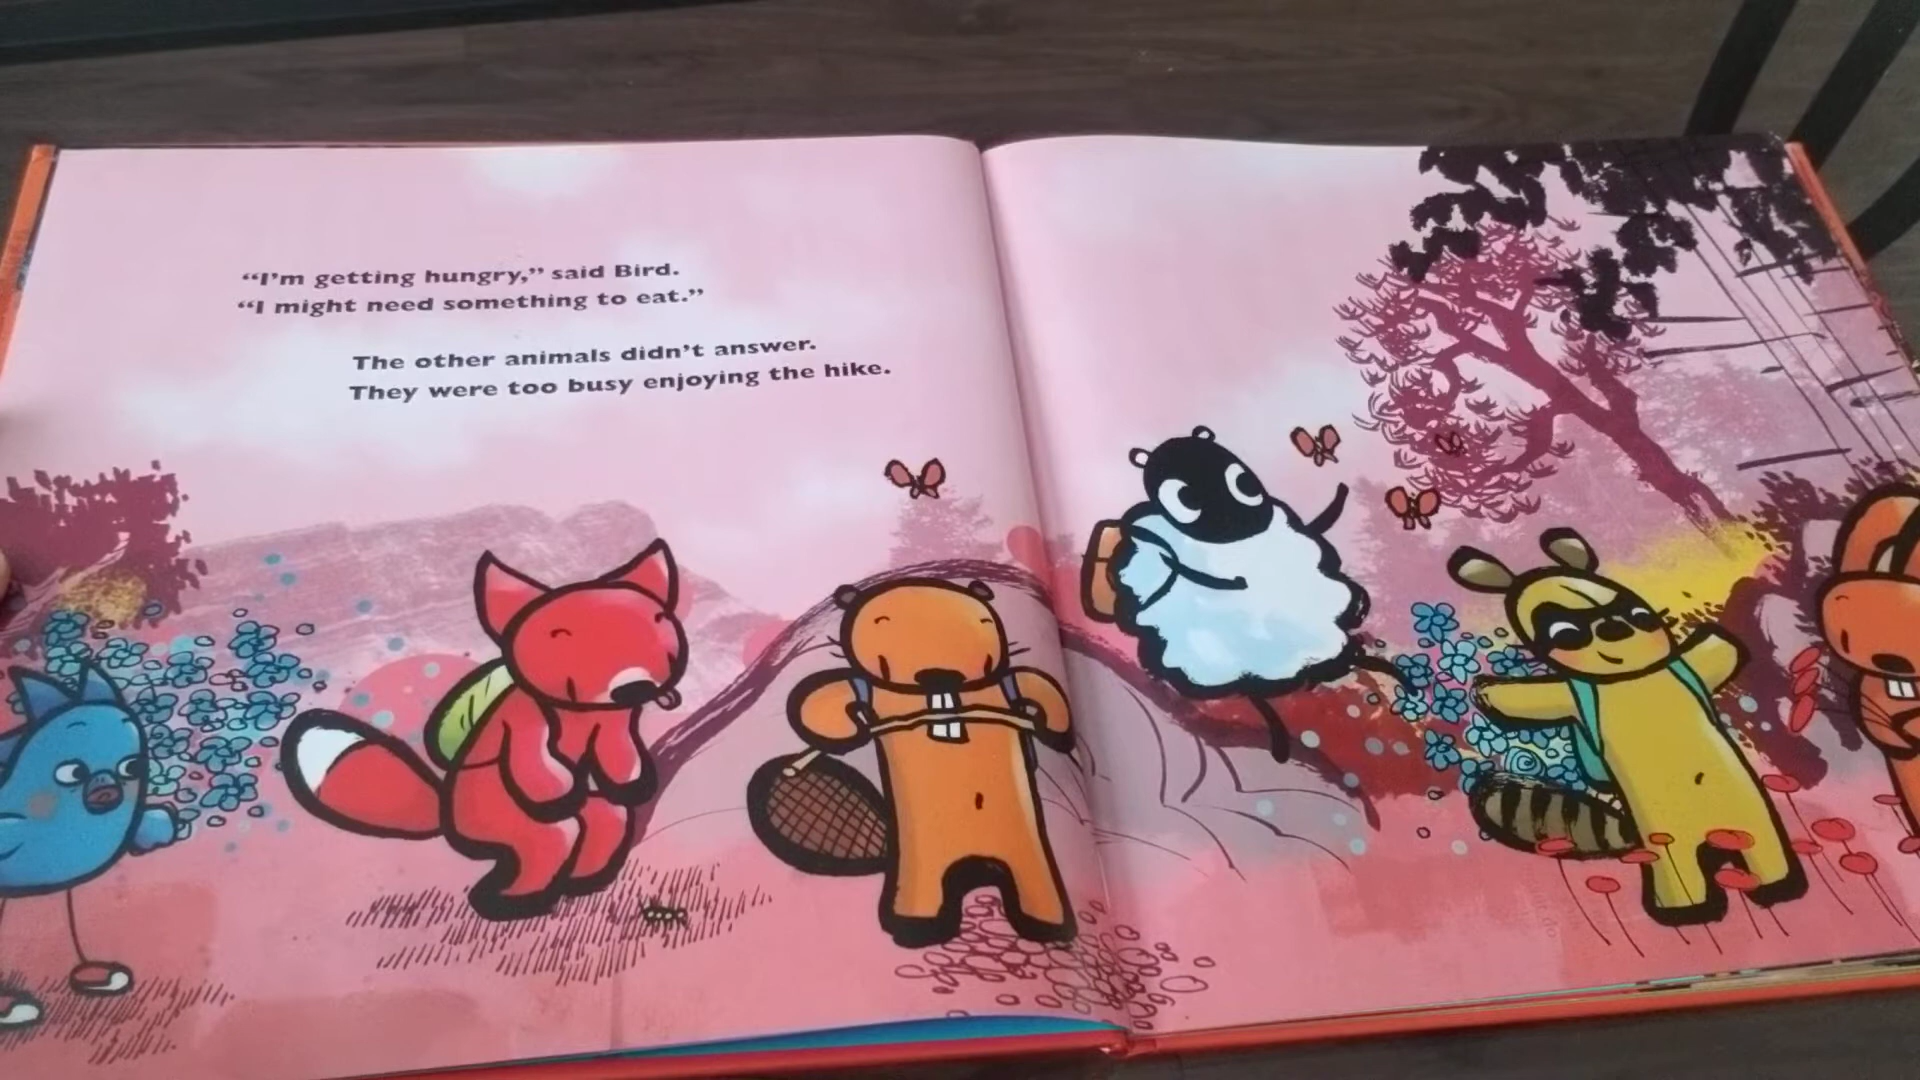 “I’m getting hungry,” said Bird.
“I might need something to eat.”
The other animals didn’t answer.
They were too busy enjoying the hike.